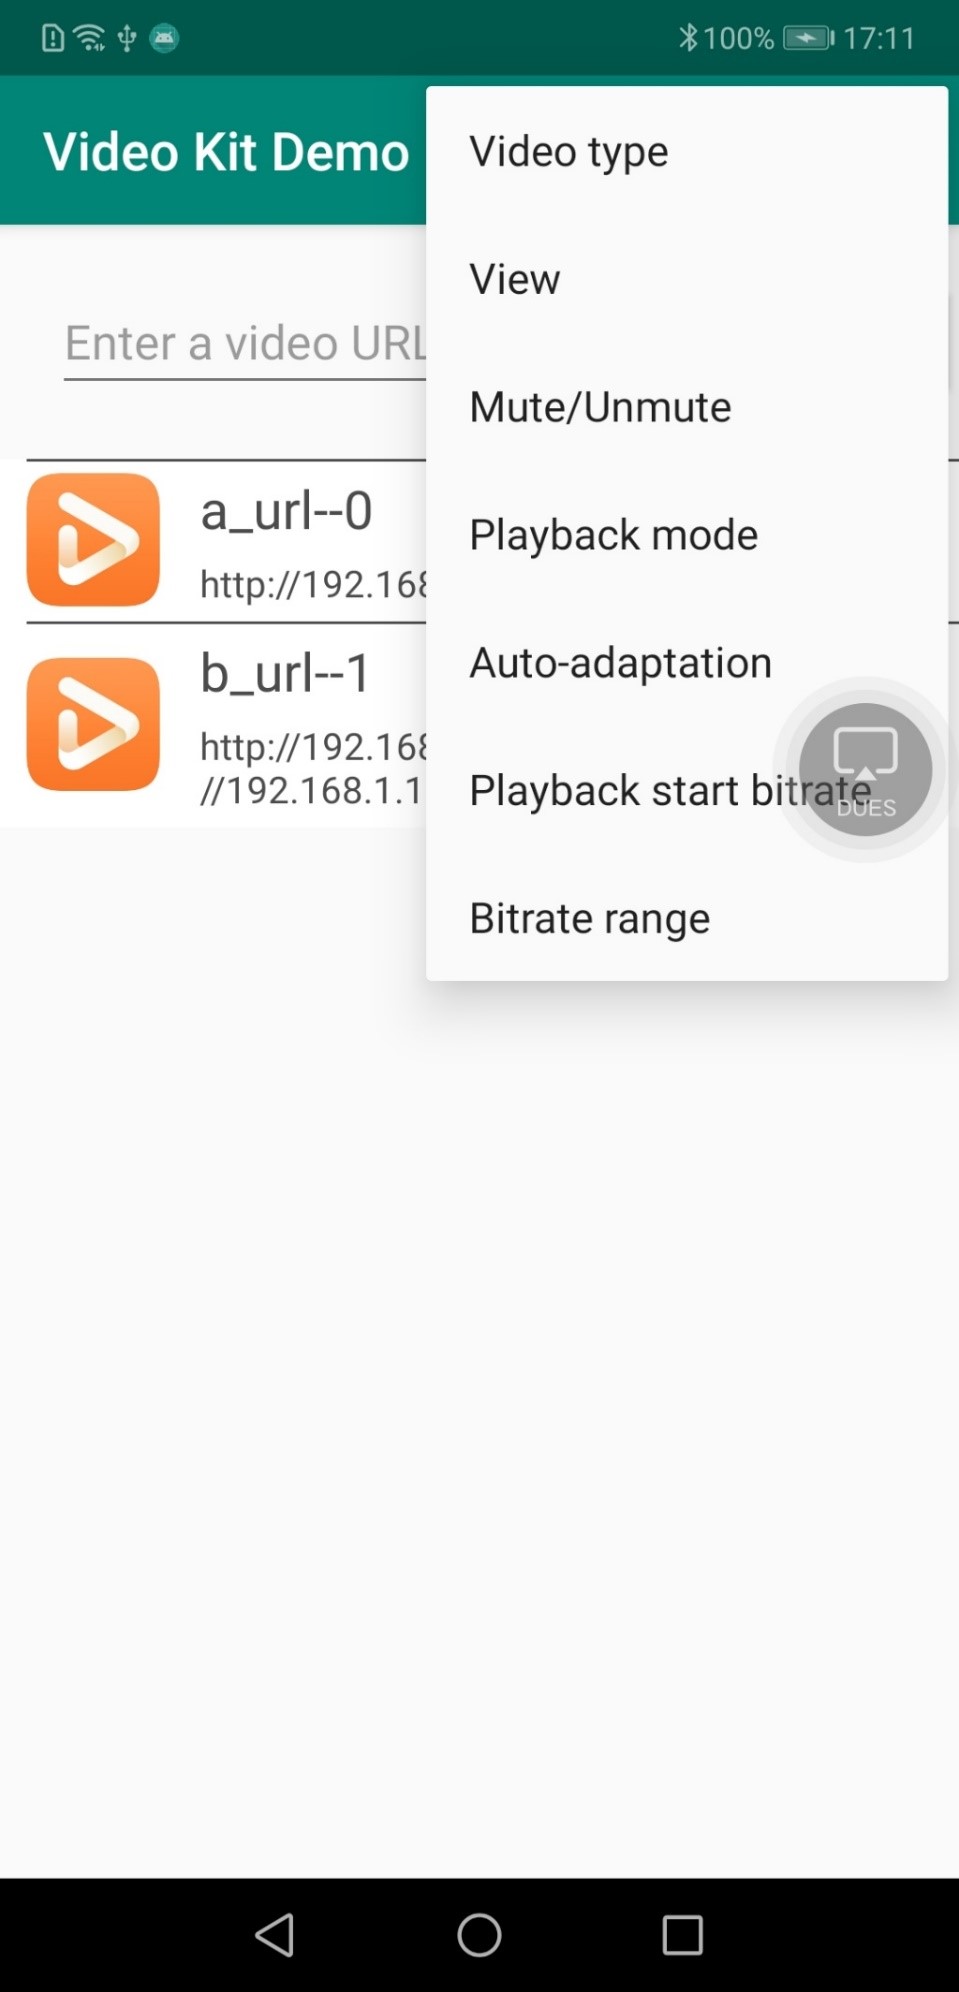 100% 17:11
Video Kit Demo
Video type
View
Mute/Unmute
Playback mode
Auto-adaptation
Playback start bitrate
Bitrate range
Enter a video URL
a_url--0
http://192.168
b_url--1
http://192.168
//192.168.1.1
DUES